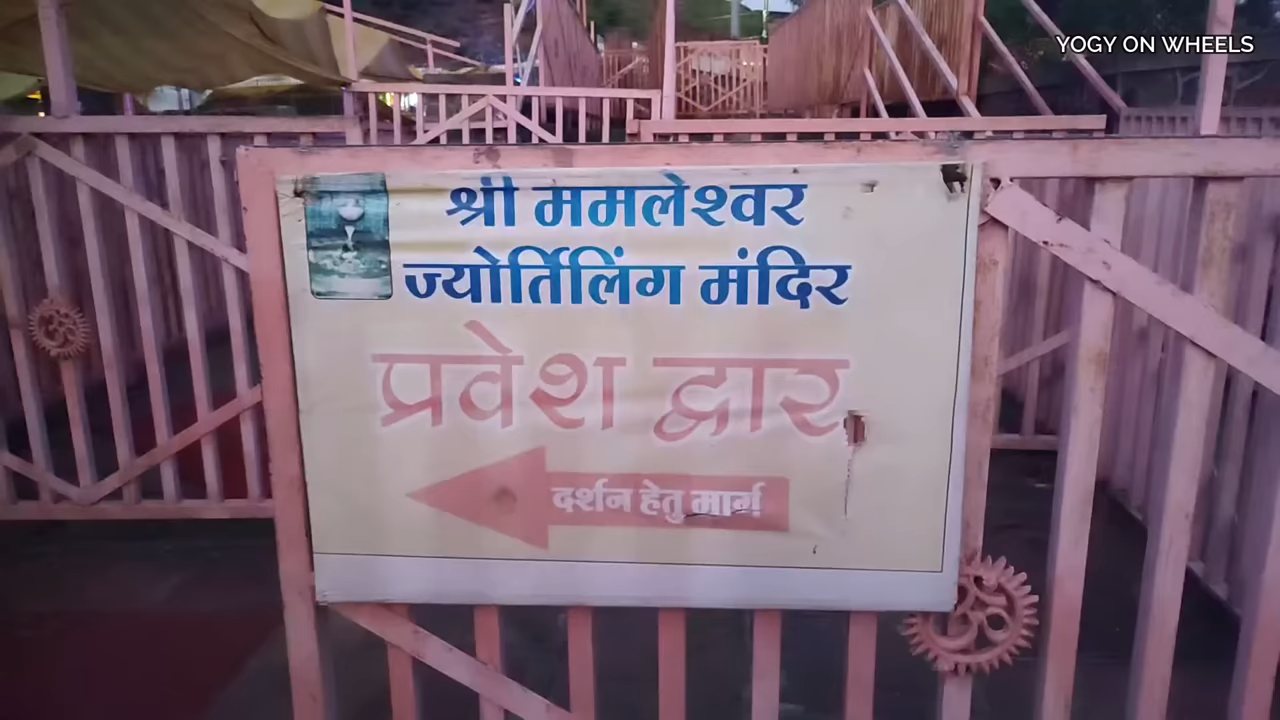 YOGY ON WHEELS
श्री ममलेश्वर
ज्योर्तिलिंग मंदिर
प्रवेश द्वार
दर्शन हेतु मार्ग